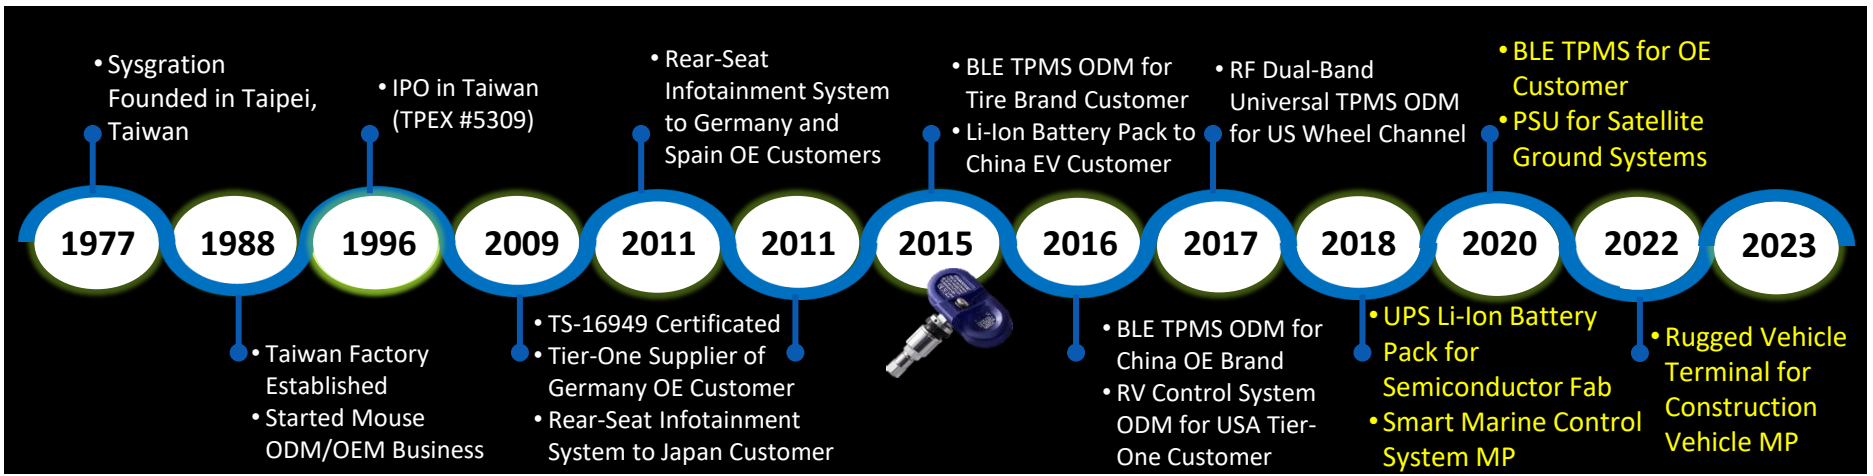 • Sysgration
Founded in Taipei,
Taiwan
• IPO in Taiwan
(TPEX #5309)
• Rear-Seat
Infotainment System
to Germany and
Spain OE Customers
• BLE TPMS ODM for
Tire Brand Customer
• Li-Ion Battery Pack to
China EV Customer
• RF Dual-Band
Universal TPMS ODM
for US Wheel Channel
• BLE TPMS for OE
Customer
• PSU for Satellite
Ground Systems
1977
1988
1996
2009
2011
2011
2015
2016
2017
2018
2020
2022
2023
• Taiwan Factory
Established
• Started Mouse
ODM/OEM Business
• TS-16949 Certificated
• Tier-One Supplier of
Germany OE Customer
• Rear-Seat Infotainment
System to Japan Customer
• BLE TPMS ODM for
China OE Brand
• RV Control System
ODM for USA Tier-
One Customer
• UPS Li-Ion Battery
Pack for
Semiconductor Fab
• Smart Marine Control
System MP
• Rugged Vehicle
Terminal for
Construction
Vehicle MP